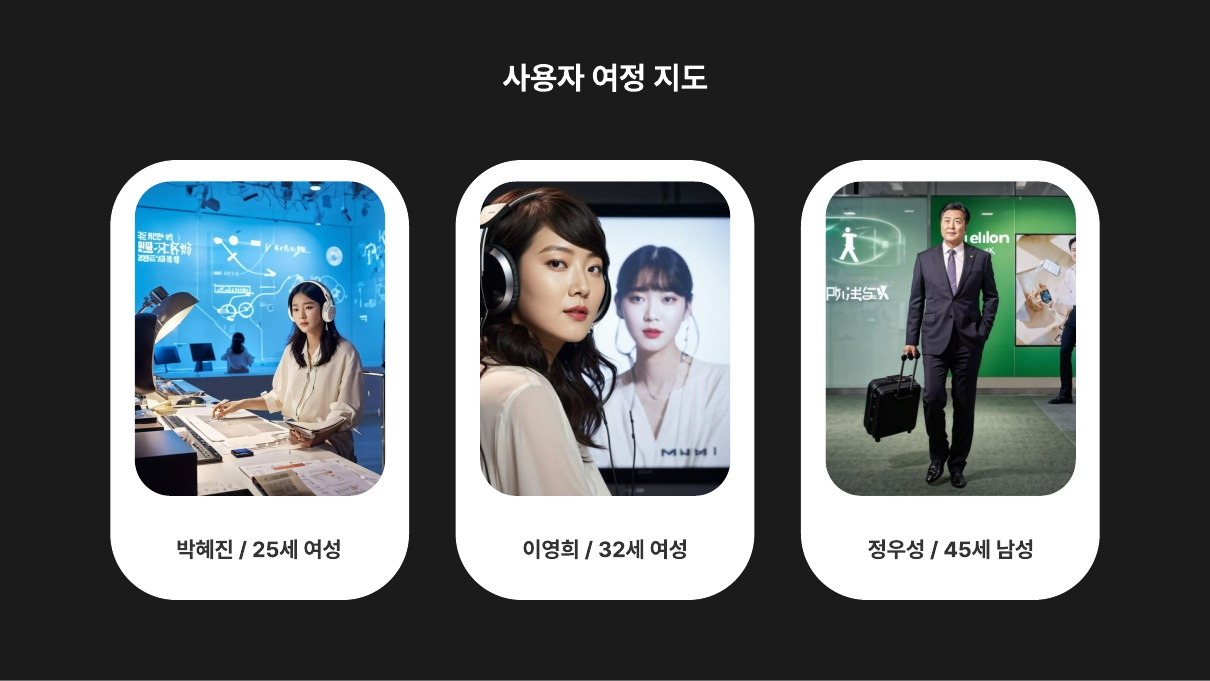 사용자 여정 지도
박혜진 / 25세 여성
이영희 / 32세 여성
정우성 / 45세 남성